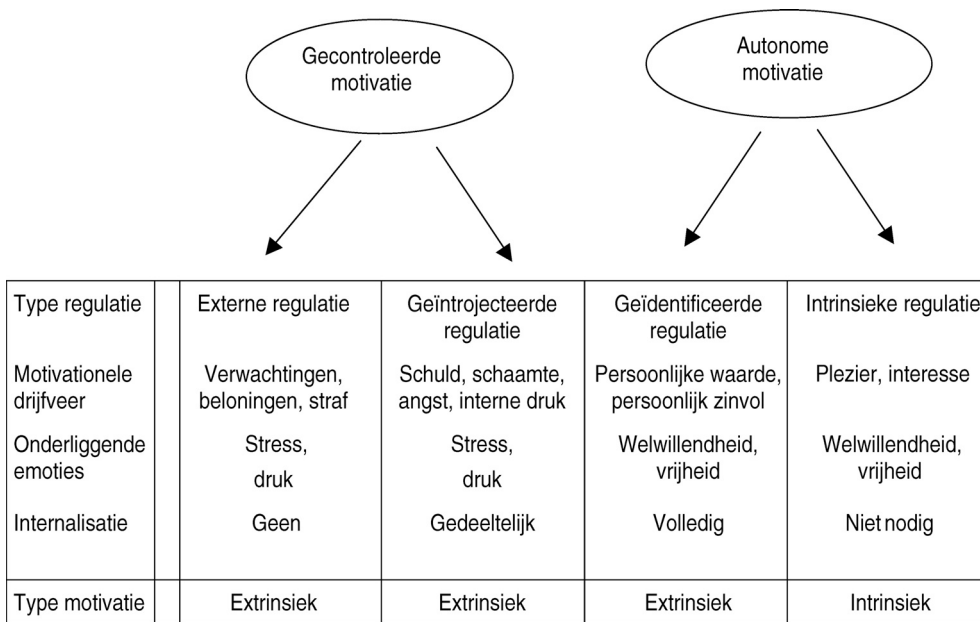 Gecontroleerde
motivatie
Autonome
motivatie
Type regulatie
Externe regulatie
Geïntrojecteerde
regulatie
Geïdentificeerde
regulatie
Intrinsieke regulatie
Motivationele
drijfveer
Verwachtingen,
beloningen, straf
Schuld, schaamte,
angst, interne druk
Persoonlijke waarde,
persoonlijk zinvol
Plezier, interesse
Onderliggende
emoties
Stress,
druk
Stress,
druk
Welwillendheid,
vrijheid
Welwillendheid,
vrijheid
Internalisatie
Geen
Gedeeltelijk
Volledig
Niet nodig
Type motivatie
Extrinsiek
Extrinsiek
Extrinsiek
Intrinsiek